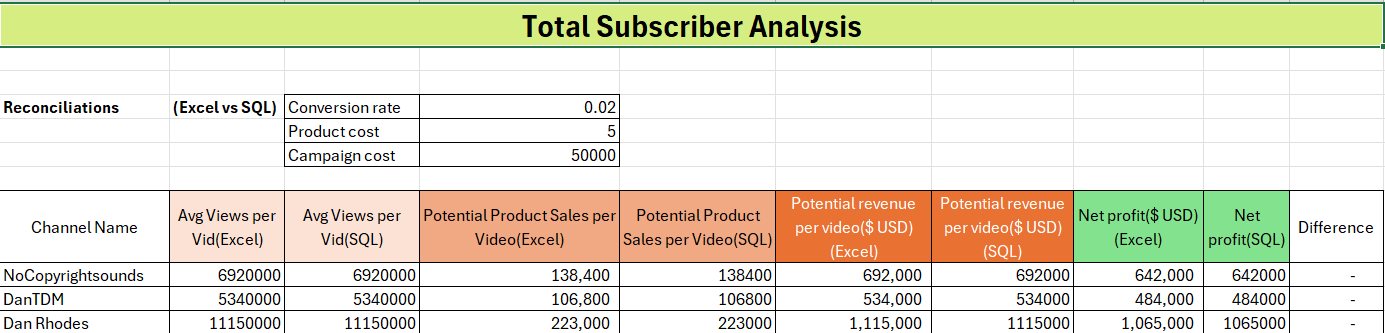 Total Subscriber Analysis
Reconciliations (Excel vs SQL) Conversion rate 0.02
Product cost 5
Campaign cost 50000
Channel Name
Avg Views per
Vid(Excel)
Avg Views per
Vid(SQL)
Potential Product Sales per
Video(Excel)
Potential Product
Sales per Video(SQL)
Potential revenue
per video($ USD)
(Excel)
Potential revenue
per video($ USD)
(SQL)
Net profit($ USD)
(Excel)
Net
profit(SQL)
Difference
NoCopyrightsounds 6920000 6920000 138,400 138400 692,000 692000 642,000 642000 -
DanTDM 5340000 5340000 106,800 106800 534,000 534000 484,000 484000 -
Dan Rhodes 11150000 11150000 223,000 223000 1,115,000 1115000 1,065,000 1065000 -